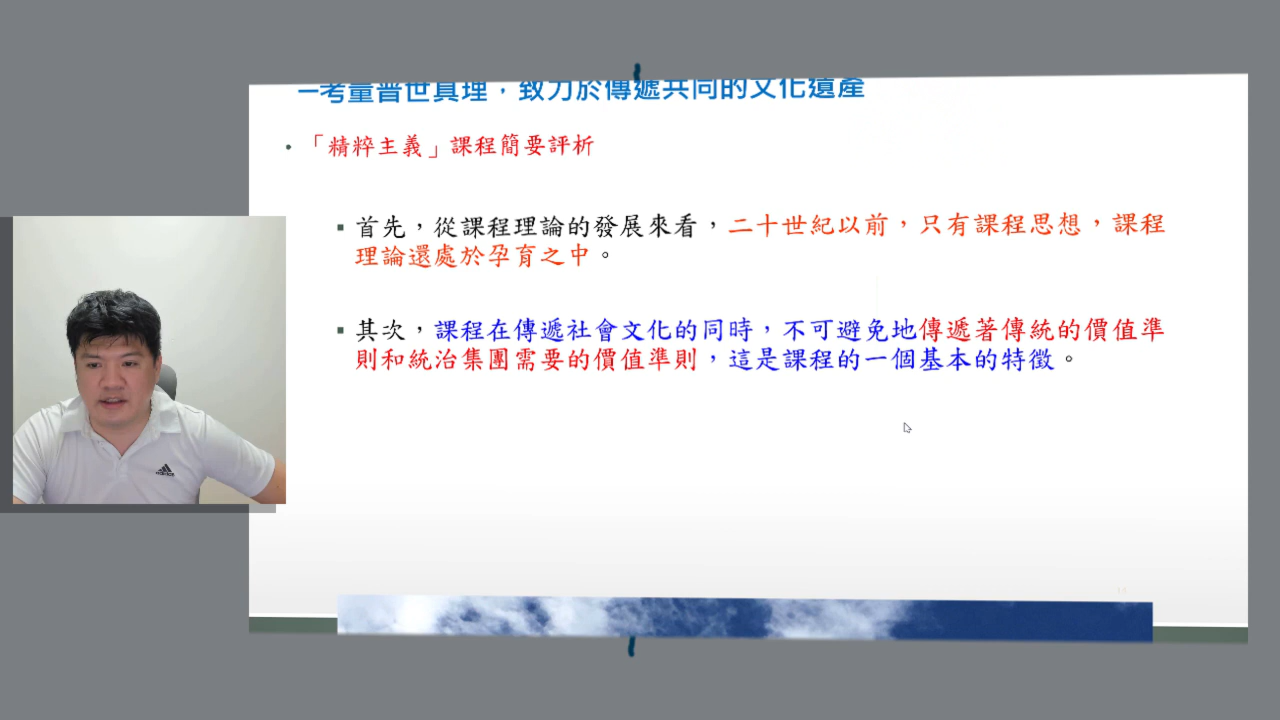 –考量普世真理，致力於傳遞共同的文化遺產
• 「精粹主義」課程簡要評析
▪ 首先，從課程理論的發展來看，二十世紀以前，只有課程思想，課程
理論還處於孕育之中。
▪ 其次，課程在傳遞社會文化的同時，不可避免地傳遞著傳統的價值準
則和統治集團需要的價值準則，這是課程的一個基本的特徵。